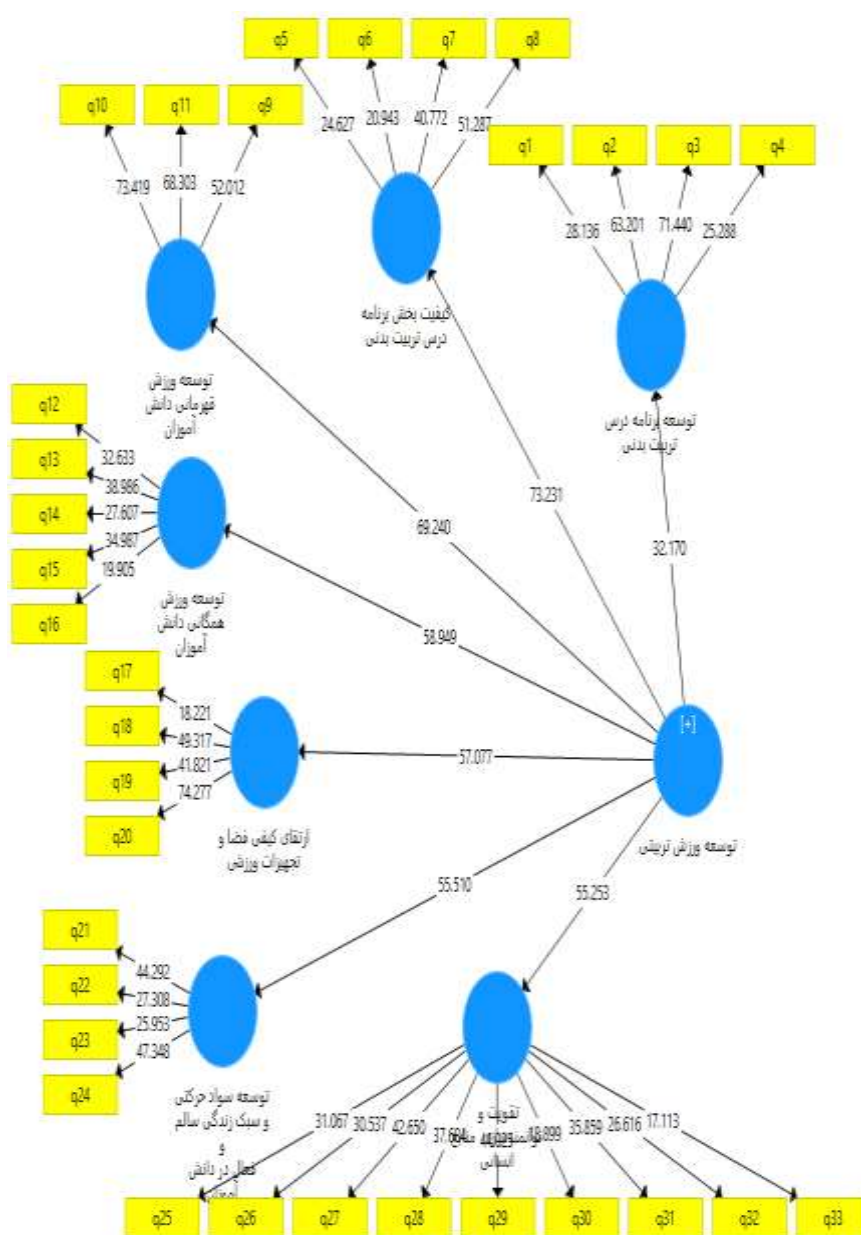 q5
q6
q7
q8
q10
q11
q9
24.627
20.943
40.772
51.287
q1
q2
q3
q4
73.419
68.303
52.012
28.136
63.201
71.440
25.288
کیفیت بخش برنامه
درس تربیت بدنی
توسعه ورزش
قهرمانی دانش
آموزان
توسعه برنامه درس
تربیت بدنی
q12
q13
q14
q15
q16
32.633
38.986
27.607
34.987
19.905
73.231
69.240
32.170
58.949
توسعه ورزش
همگانی دانش
آموزان
q17
q18
q19
q20
18.221
49.317
41.821
74.277
57.077
[+]
ارتقای کیفی فضا و
تجهیزات ورزشی
توسعه ورزش تربیتی
55.510
55.253
q21
q22
q23
q24
44.292
27.308
25.953
47.348
توسعه سواد حرکتی
و سبک زندگی سالم
و
فعال در دانش
تقویت و
انسانی
31.067
30.537
42.650
35.859
26.616
17.113
q25
q26
q27
q28
q29
q30
q31
q32
q33